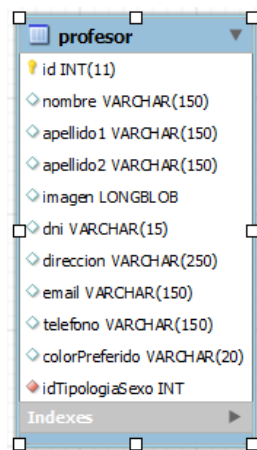 profesor
id INT(11)
nombre VARCHAR(150)
apellido1 VARCHAR(150)
apellido2 VARCHAR(150)
imagen LONGBLOB
dni VARCHAR(15)
direccion VARCHAR(250)
email VARCHAR(150)
telefono VARCHAR(150)
colorPreferido VARCHAR(20)
idTipologiaSexo INT
Indexes